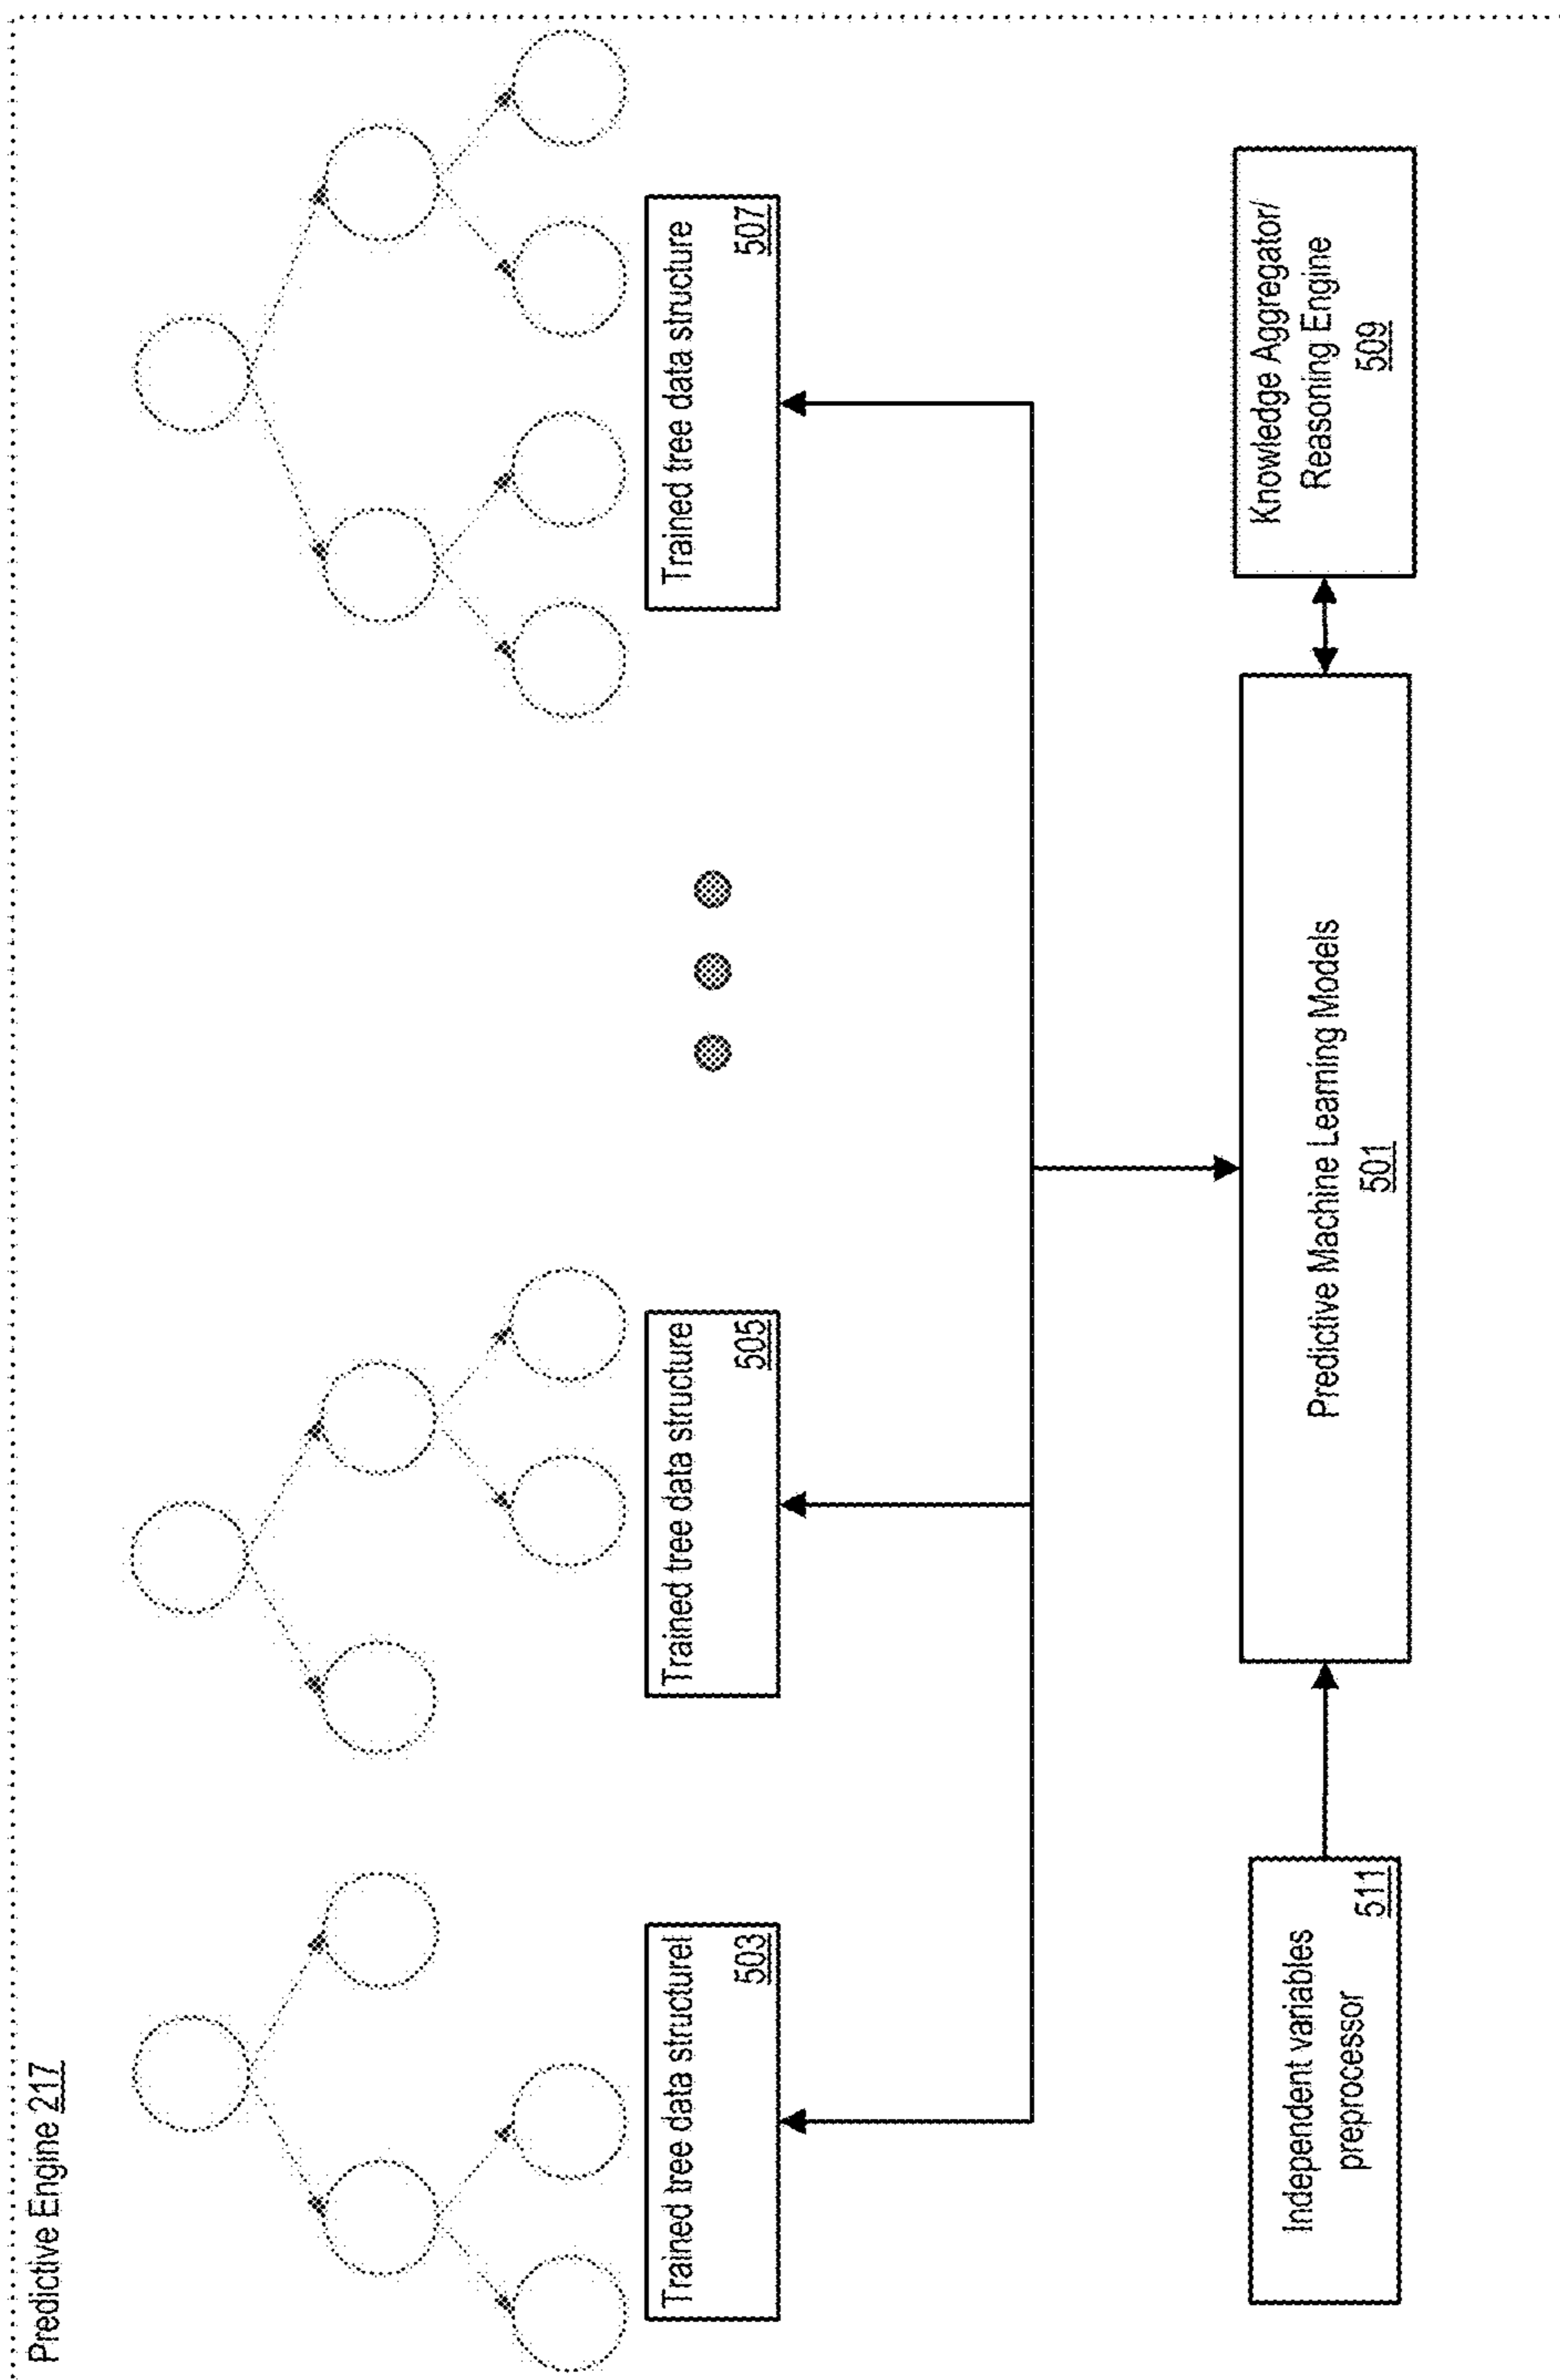 Predictive Engine 217
Trained tree data structurel
503
Trained tree data structure
505
Trained tree data structure
507
Independent variables
preprocessor
511
Predictive Machine Learning Models
501
Knowledge Aggregator/
Reasoning Engine
509